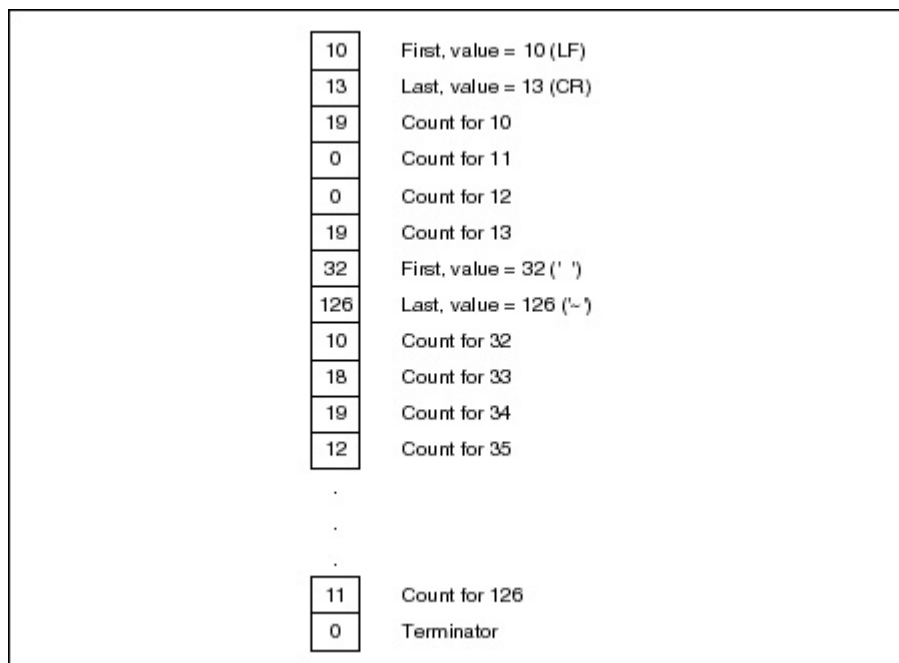 10 First, value = 10 (LF)
13 Last, value = 13 (CR)
19 Count for 10
0 Count for 11
0 Count for 12
19 Count for 13
32 First, value = 32 (' ')
126 Last, value = 126 ('~')
10 Count for 32
18 Count for 33
19 Count for 34
12 Count for 35
.
.
.
11 Count for 126
0 Terminator